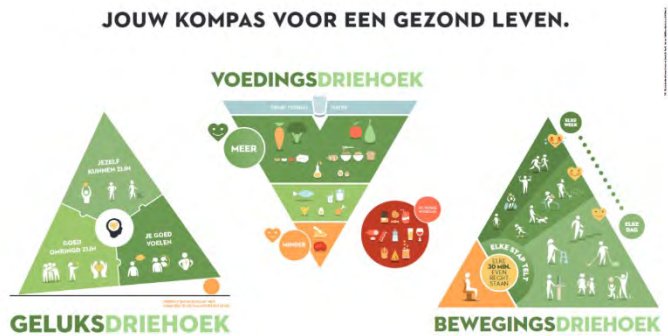 JOUW KOMPAS VOOR EEN GEZOND LEVEN.
VOEDINGSDRIEHOEK
MEER
MINDER
JEZELF
KUNNEN ZIJN
GOED
OMRINGD ZIJN
JE GOED
VOELEN
GELUKSDRIEHOEK
ELKE
WEEK
ELKE
DAG
ELKE STAP TELT
ELKE
30 MIN.
EVEN
RECHT
STAAN
BEWEGINGSDRIEHOEK